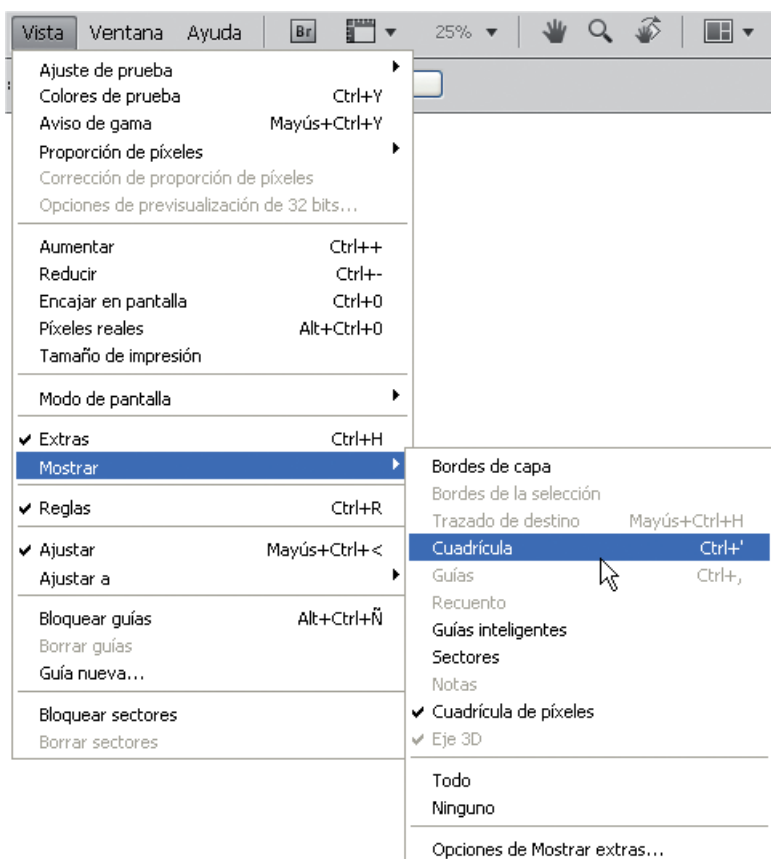 Vista Ventana Ayuda Br 25%
Ajuste de prueba
Colores de prueba Ctrl+Y
Aviso de gama Mayús+Ctrl+Y
Proporción de píxeles
Corrección de proporción de píxeles
Opciones de previsualización de 32 bits...
Aumentar Ctrl++
Reducir Ctrl+-
Encajar en pantalla Ctrl+0
Píxeles reales Alt+Ctrl+0
Tamaño de impresión
Modo de pantalla
Extras Ctrl+H
Mostrar
Reglas Ctrl+R
Ajustar Mayús+Ctrl+<
Ajustar a
Bloquear guías Alt+Ctrl+Ñ
Borrar guías
Guía nueva...
Bloquear sectores
Borrar sectores
Bordes de capa
Bordes de la selección
Trazado de destino Mayús+Ctrl+H
Cuadrícula Ctrl+'
Guías Ctrl+,
Recuento
Guías inteligentes
Sectores
Notas
Cuadrícula de píxeles
Eje 3D
Todo
Ninguno
Opciones de Mostrar extras...